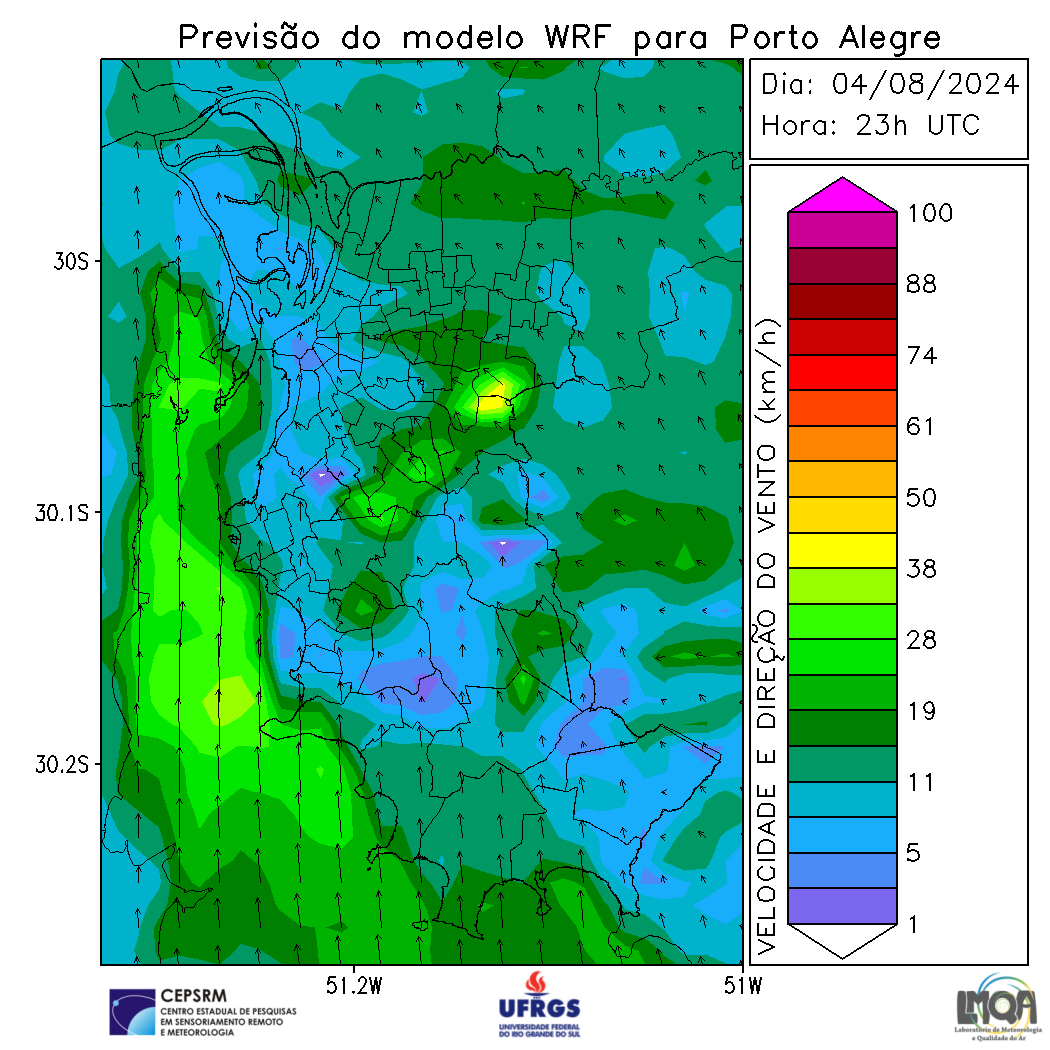 Previsão do modelo WRF para Porto Alegre
Dia: 04/08/2024
Hora: 23h UTC
30S
30.1S
30.2S
51.2W
51W
VELOCIDADE E DIREÇÃO DO VENTO (km/h)
100
88
74
61
50
38
28
19
11
5
1
CEPSRM
CENTRO ESTADUAL DE PESQUISAS
EM SENSORIAMENTO REMOTO
E METEOROLOGIA
UFRGS
UNIVERSIDADE FEDERAL
DO RIO GRANDE DO SUL
LMQA
Laboratório de Meteorologia
e Qualidade do Ar